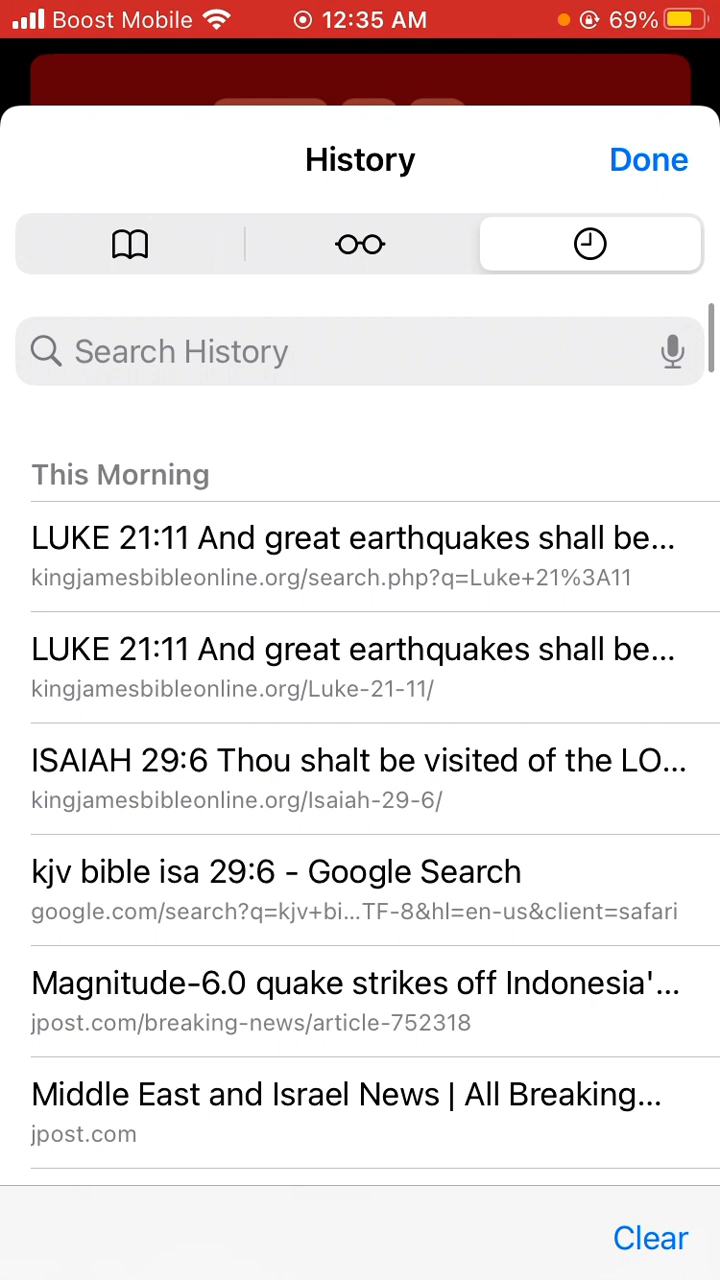 Boost Mobile 12:35 AM 69%
History Done
Search History
This Morning
LUKE 21:11 And great earthquakes shall be...
kingjamesbibleonline.org/search.php?q=Luke+21%3A11
LUKE 21:11 And great earthquakes shall be...
kingjamesbibleonline.org/Luke-21-11/
ISAIAH 29:6 Thou shalt be visited of the LO...
kingjamesbibleonline.org/Isaiah-29-6/
kjv bible isa 29:6 - Google Search
google.com/search?q=kjv+bi...TF-8&hl=en-us&client=safari
Magnitude-6.0 quake strikes off Indonesia'...
jpost.com/breaking-news/article-752318
Middle East and Israel News | All Breaking...
jpost.com
Clear